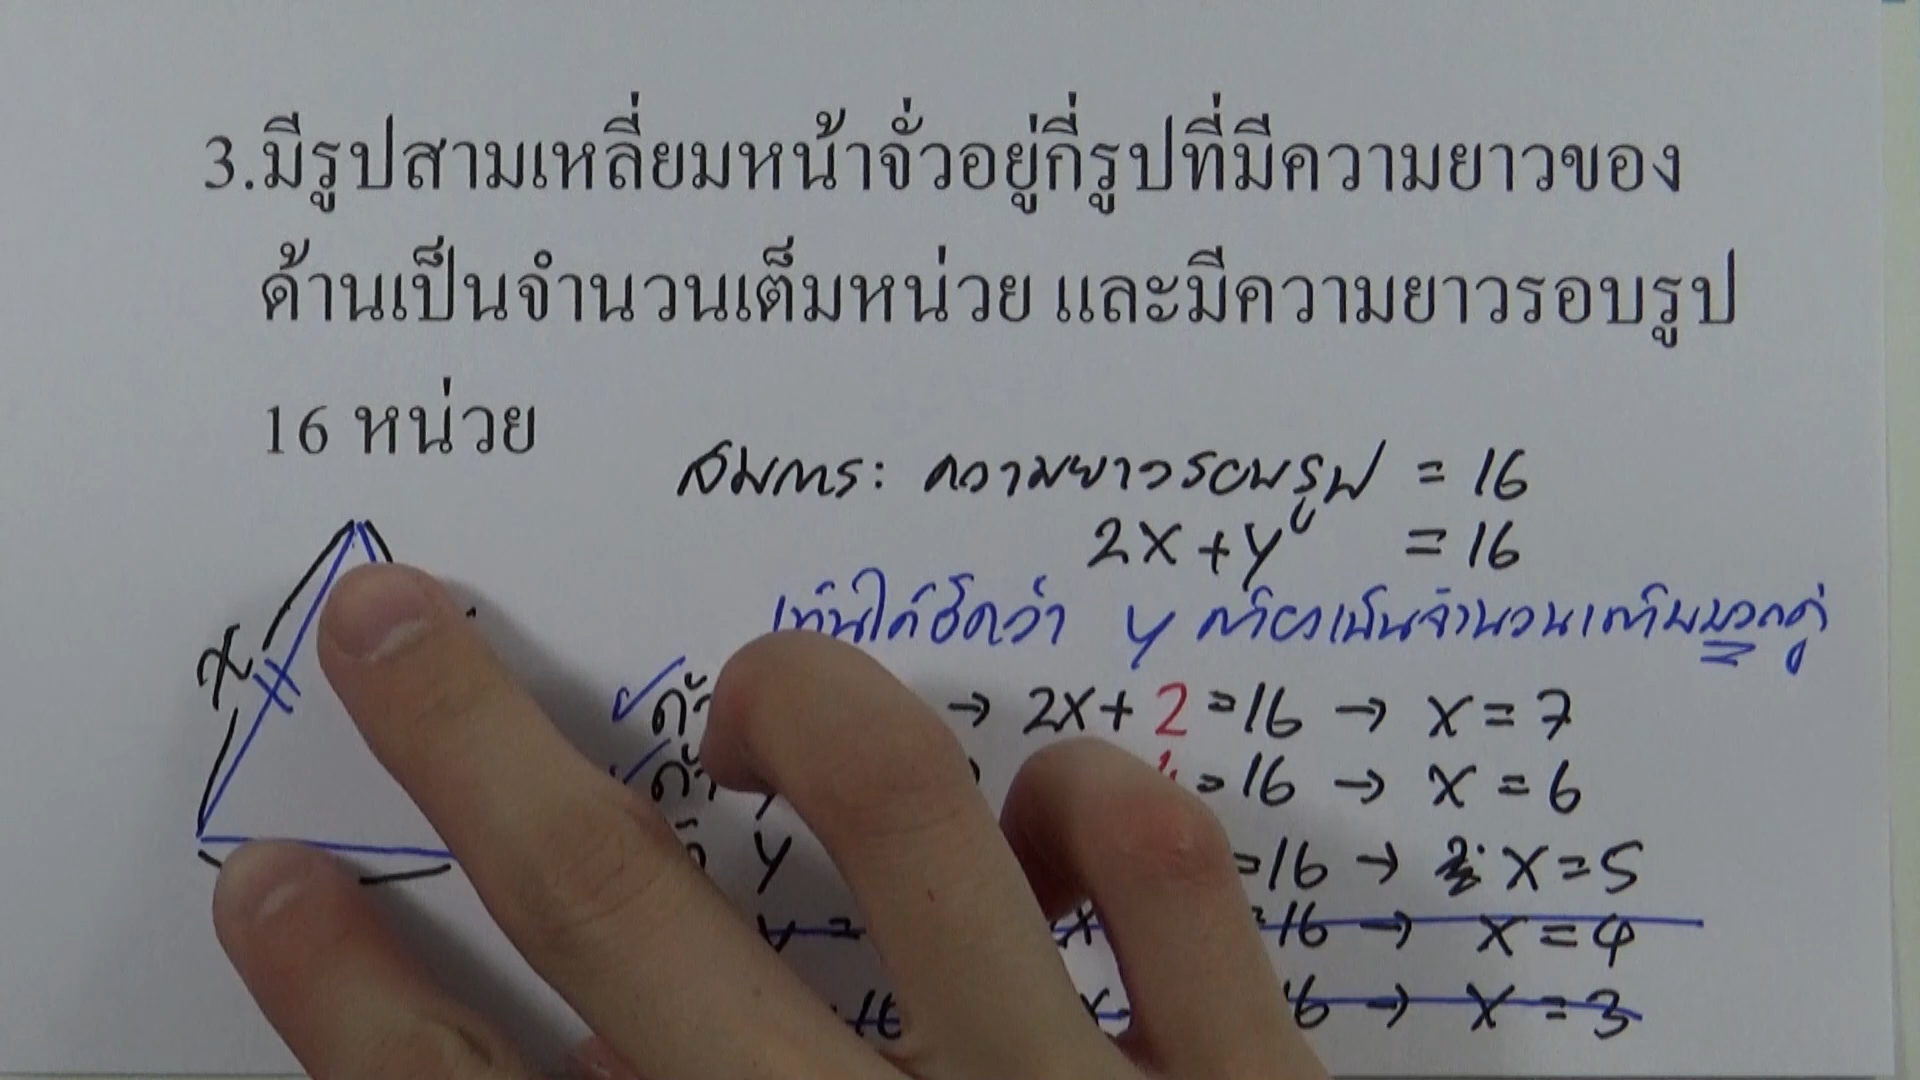 3.มีรูปสามเหลี่ยมหน้าจั่วอยู่กี่รูปที่มีความยาวของ
ด้านเป็นจำนวนเต็มหน่วย และมีความยาวรอบรูป
16 หน่วย
สมการ: ความยาวรอบรูป = 16
2x+y = 16
เห็นได้ชัดว่า y ต้องเป็นจำนวนเต็มบวกคู่
x
→ 2x+2=16 → x=7
=16 → x=6
y =16 → x=5
y = x =16 → x=4
16 x 16 → x=3